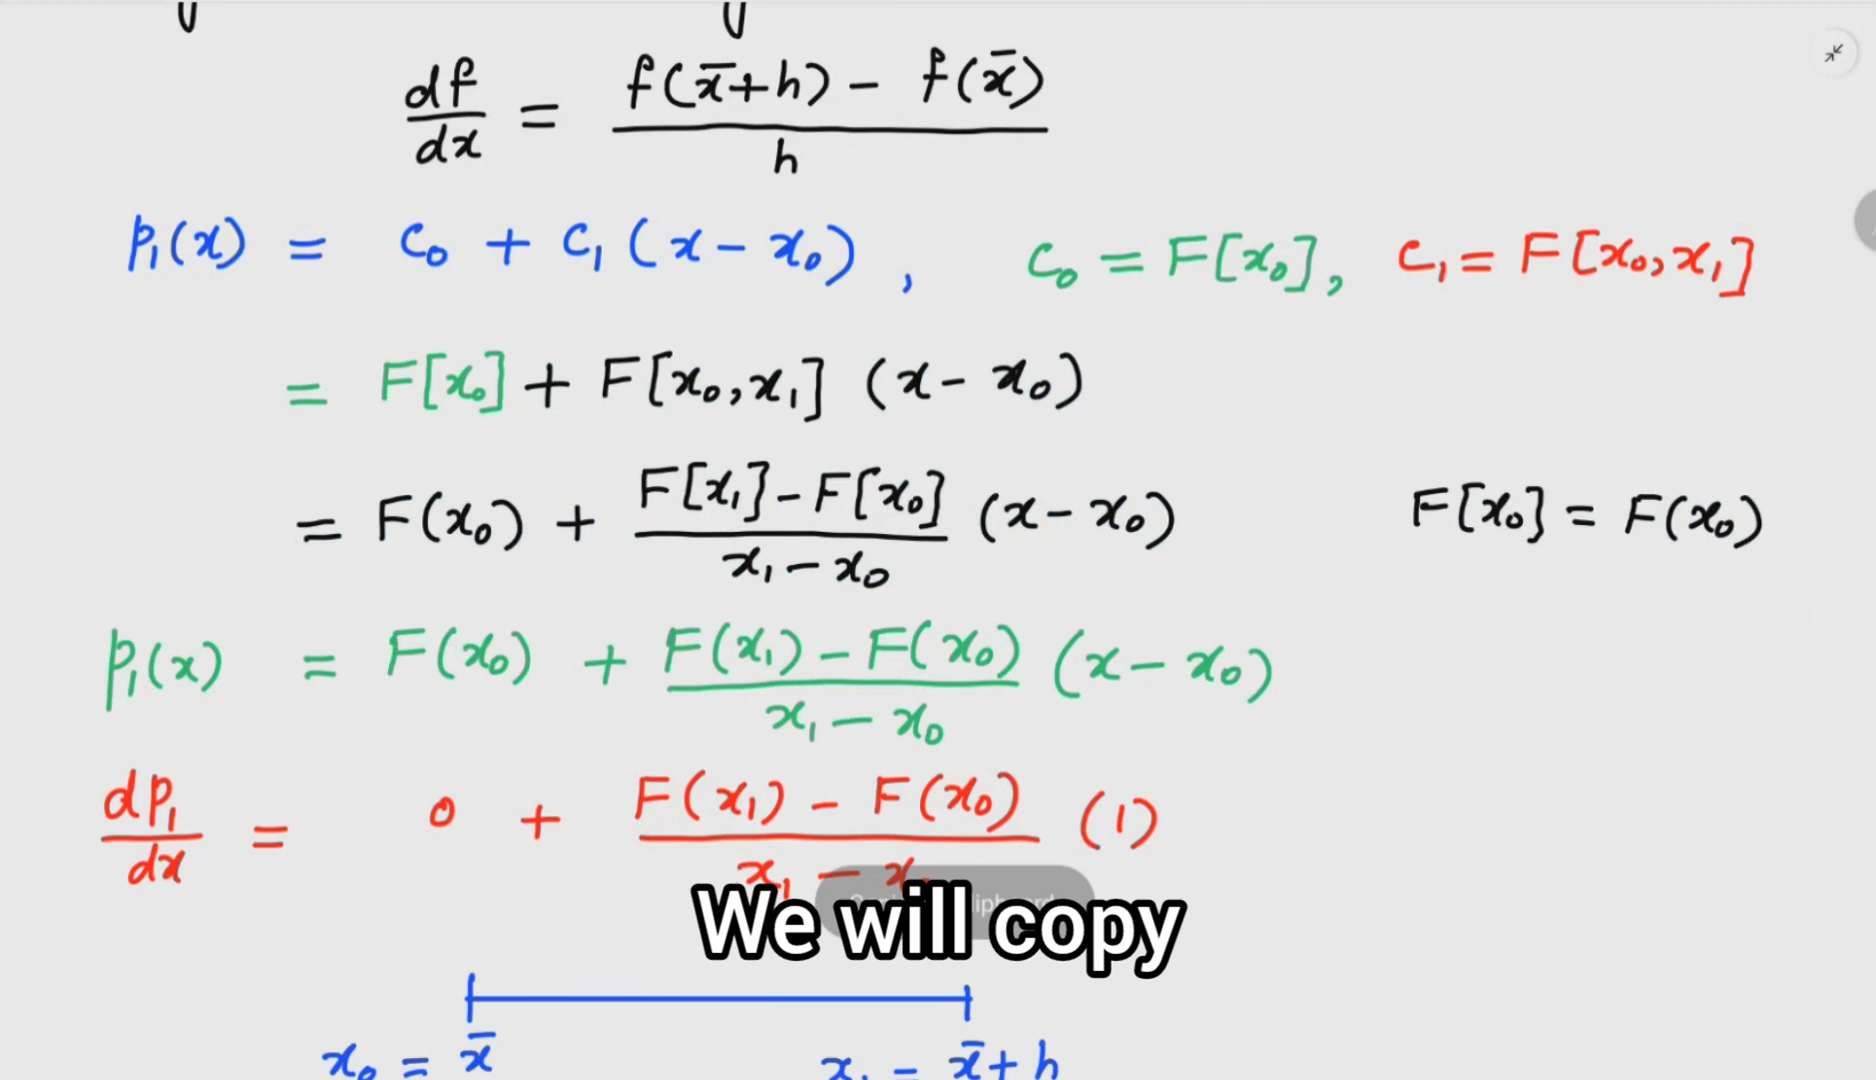 df/dx = (f(x̄+h) - f(x̄))/h
p₁(x) = c₀ + c₁(x - x₀), c₀ = F[x₀], c₁ = F[x₀,x₁]
= F[x₀] + F[x₀,x₁] (x - x₀)
= F(x₀) + (F[x₁] - F[x₀])/(x₁ - x₀) (x - x₀) F[x₀] = F(x₀)
p₁(x) = F(x₀) + (F(x₁) - F(x₀))/(x₁ - x₀) (x - x₀)
dp₁/dx = 0 + (F(x₁) - F(x₀))/(x₁ - x (1)
We will copy
x₀ = x̄ x₁ = x̄+h